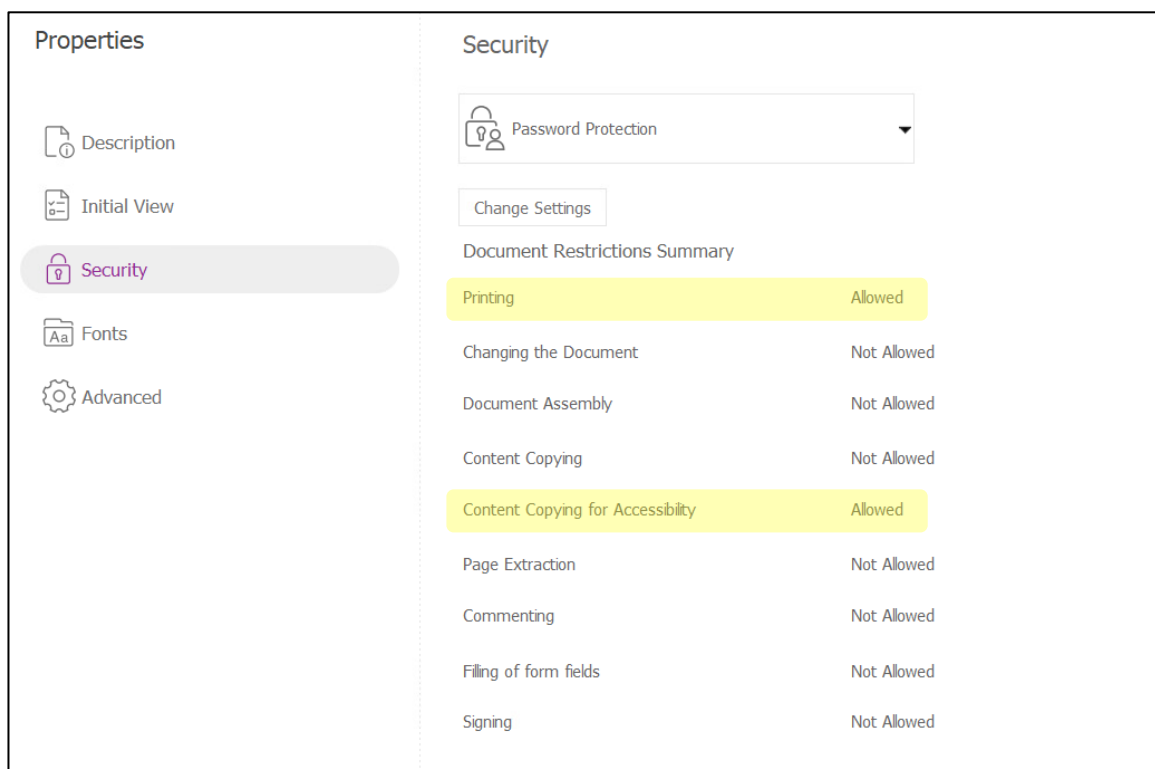 Properties
Description
Initial View
Security
Aa Fonts
Advanced
Security
Password Protection
Change Settings
Document Restrictions Summary
Printing Allowed
Changing the Document Not Allowed
Document Assembly Not Allowed
Content Copying Not Allowed
Content Copying for Accessibility Allowed
Page Extraction Not Allowed
Commenting Not Allowed
Filling of form fields Not Allowed
Signing Not Allowed